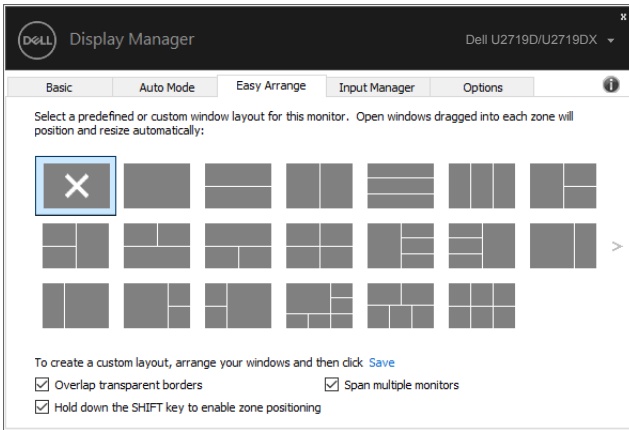 x
DELL Display Manager Dell U2719D/U2719DX
Basic Auto Mode Easy Arrange Input Manager Options
Select a predefined or custom window layout for this monitor. Open windows dragged into each zone will
position and resize automatically:
>
To create a custom layout, arrange your windows and then click Save
Overlap transparent borders Span multiple monitors
Hold down the SHIFT key to enable zone positioning